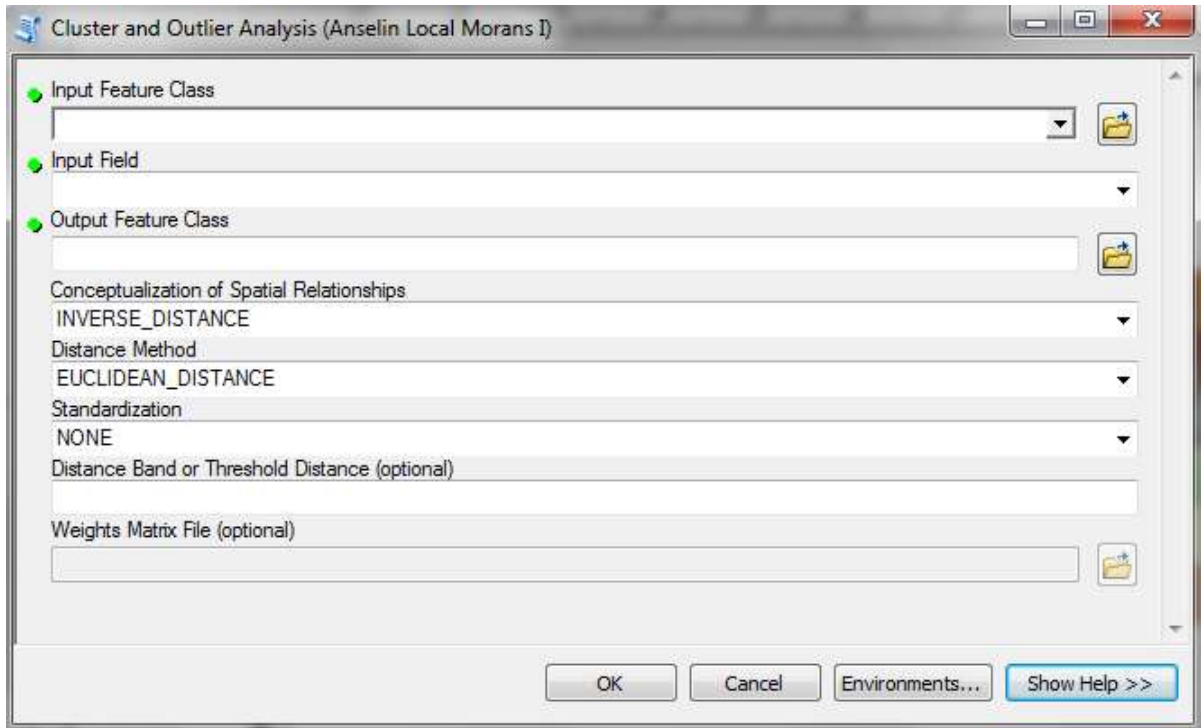 Cluster and Outlier Analysis (Anselin Local Morans I)
Input Feature Class
Input Field
Output Feature Class
Conceptualization of Spatial Relationships
INVERSE_DISTANCE
Distance Method
EUCLIDEAN_DISTANCE
Standardization
NONE
Distance Band or Threshold Distance (optional)
Weights Matrix File (optional)
OK Cancel Environments... Show Help >>